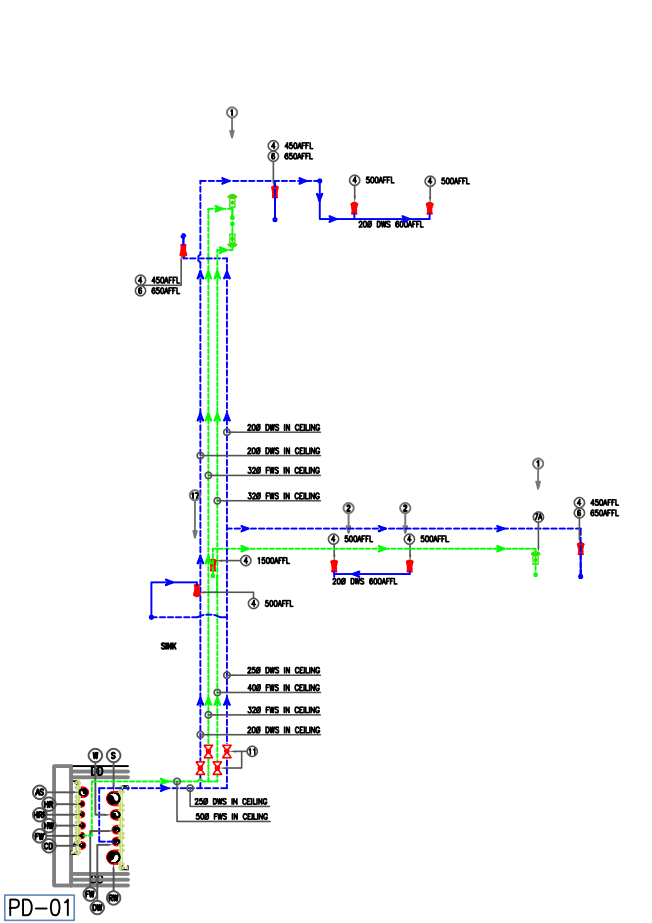 1
4 450AFFL
6 650AFFL
4 500AFFL
4 500AFFL
20Ø DWS 600AFFL
4 450AFFL
6 650AFFL
20Ø DWS IN CEILING
20Ø DWS IN CEILING
32Ø FWS IN CEILING
32Ø FWS IN CEILING
1
17
2
2
7A
4 450AFFL
6 650AFFL
4 500AFFL
4 500AFFL
4 1500AFFL
20Ø DWS 600AFFL
4 500AFFL
SINK
25Ø DWS IN CEILING
40Ø FWS IN CEILING
32Ø FWS IN CEILING
20Ø DWS IN CEILING
11
W
S
AS
HR
HW
FW
CD
25Ø DWS IN CEILING
50Ø FWS IN CEILING
FW
DW
RW
PD-01